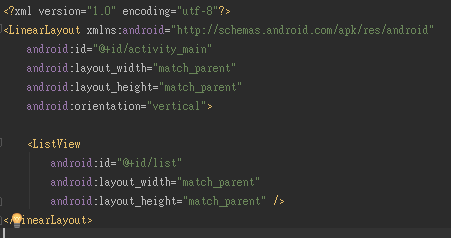 <?xml version="1.0" encoding="utf-8"?>
<LinearLayout xmlns:android="http://schemas.android.com/apk/res/android"
    android:id="@+id/activity_main"
    android:layout_width="match_parent"
    android:layout_height="match_parent"
    android:orientation="vertical">

    <ListView
        android:id="@+id/list"
        android:layout_width="match_parent"
        android:layout_height="match_parent" />
</LinearLayout>